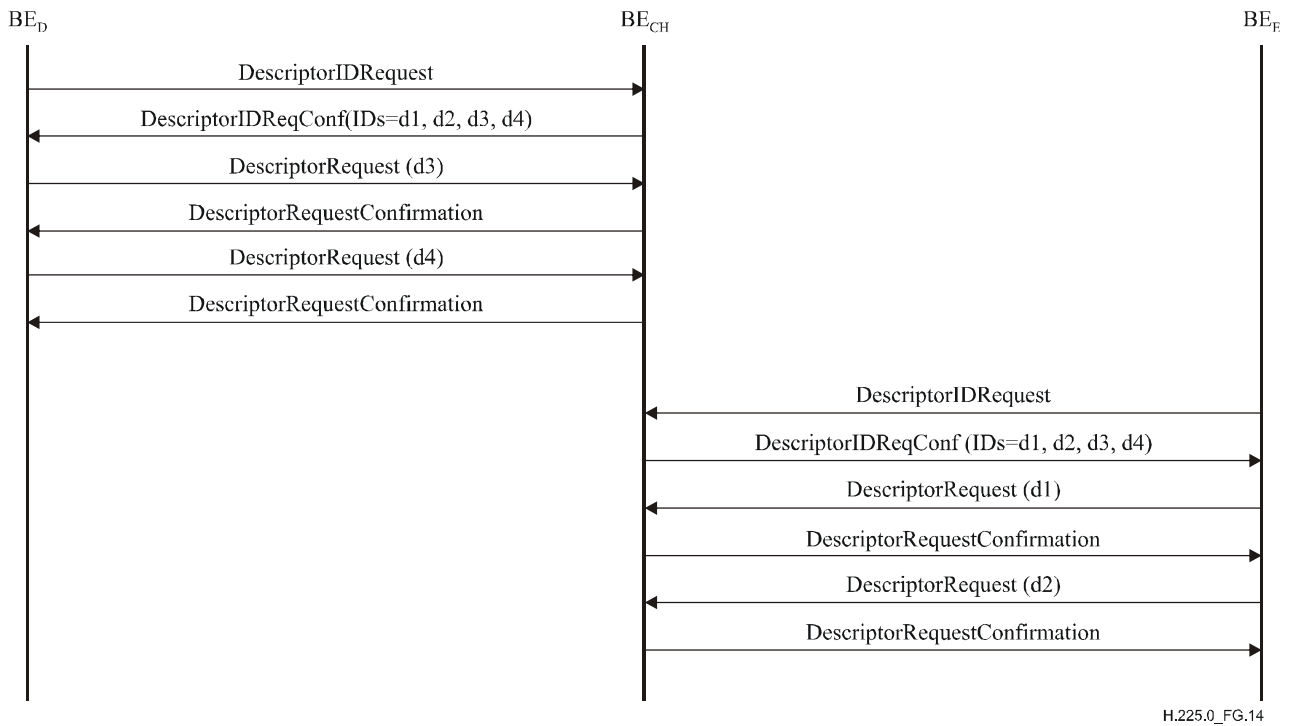 BE_D BE_CH BE_E
DescriptorIDRequest
DescriptorIDReqConf(IDs=d1, d2, d3, d4)
DescriptorRequest (d3)
DescriptorRequestConfirmation
DescriptorRequest (d4)
DescriptorRequestConfirmation
DescriptorIDRequest
DescriptorIDReqConf (IDs=d1, d2, d3, d4)
DescriptorRequest (d1)
DescriptorRequestConfirmation
DescriptorRequest (d2)
DescriptorRequestConfirmation
H.225.0_FG.14